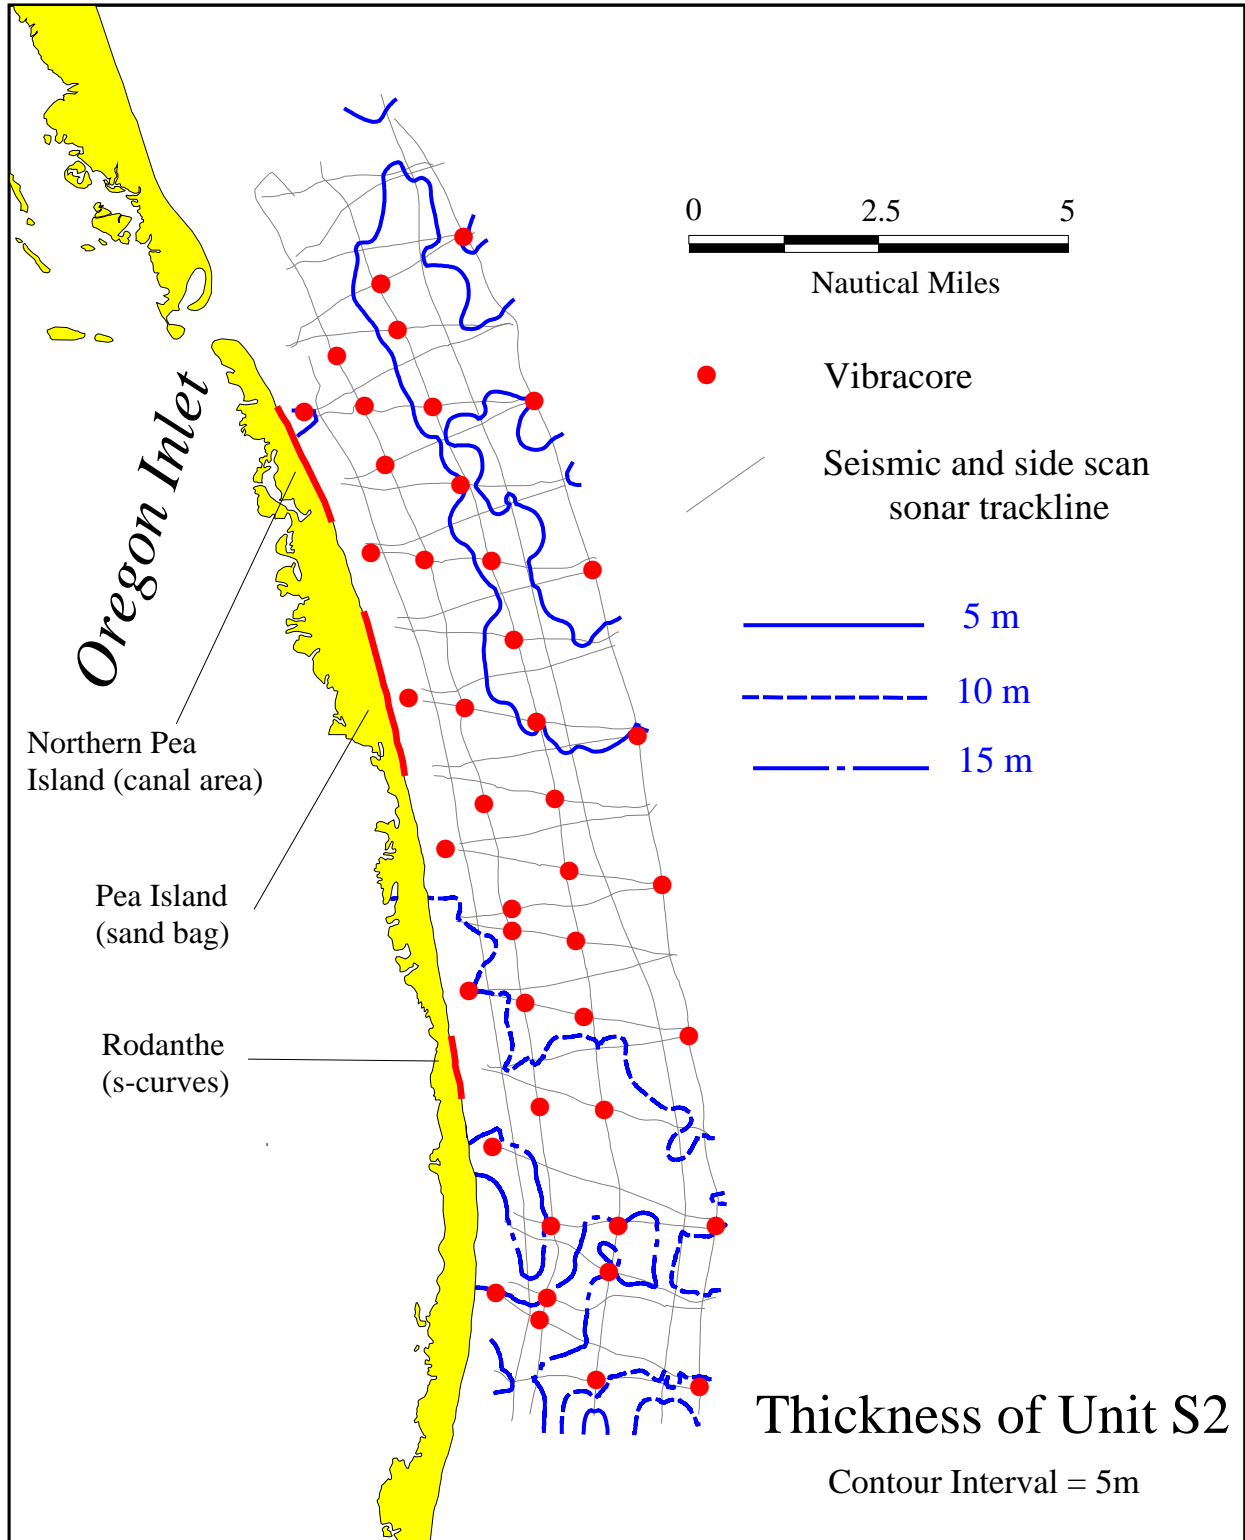 0 2.5 5
Nautical Miles
Vibracore
Seismic and side scan
sonar trackline
5 m
10 m
15 m
Oregon Inlet
Northern Pea
Island (canal area)
Pea Island
(sand bag)
Rodanthe
(s-curves)
Thickness of Unit S2
Contour Interval = 5m